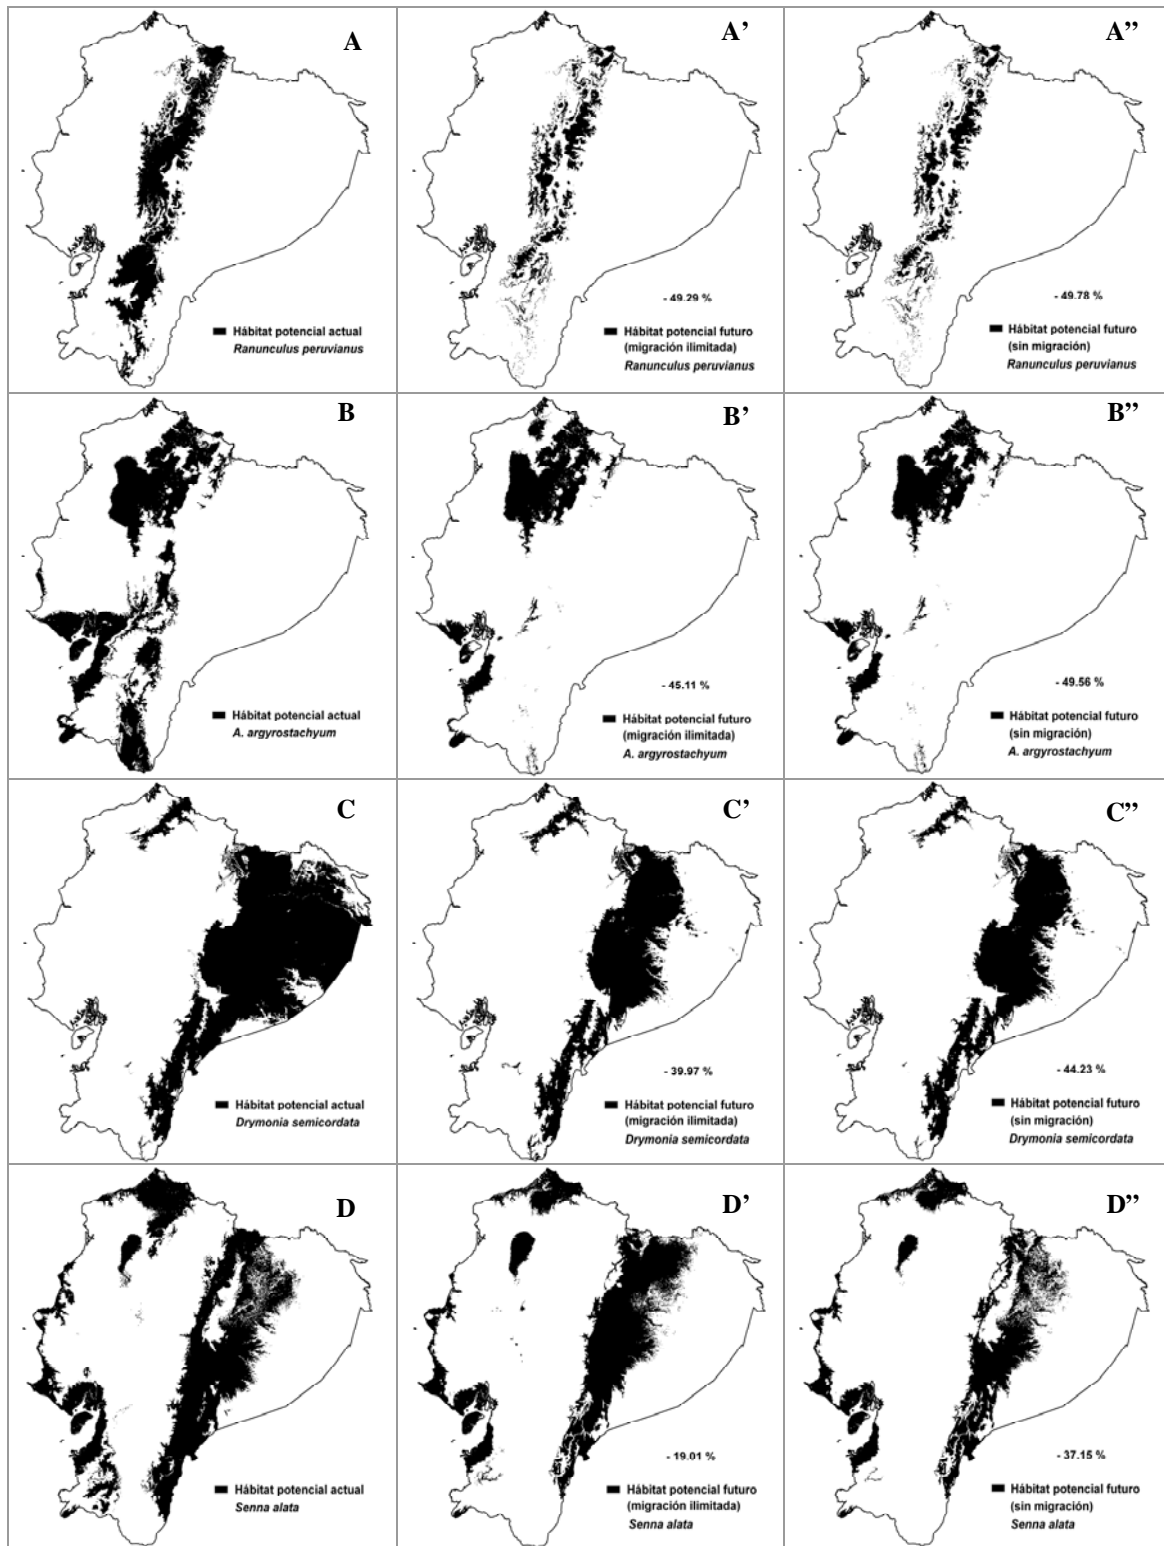 A
Hábitat potencial actual
Ranunculus peruvianus
A’
- 49.29 %
Hábitat potencial futuro
(migración ilimitada)
Ranunculus peruvianus
A”
- 49.78 %
Hábitat potencial futuro
(sin migración)
Ranunculus peruvianus
B
Hábitat potencial actual
A. argyrostachyum
B’
- 45.11 %
Hábitat potencial futuro
(migración ilimitada)
A. argyrostachyum
B”
- 49.56 %
Hábitat potencial futuro
(sin migración)
A. argyrostachyum
C
Hábitat potencial actual
Drymonia semicordata
C’
- 39.97 %
Hábitat potencial futuro
(migración ilimitada)
Drymonia semicordata
C”
- 44.23 %
Hábitat potencial futuro
(sin migración)
Drymonia semicordata
D
Hábitat potencial actual
Senna alata
D’
- 19.01 %
Hábitat potencial futuro
(migración ilimitada)
Senna alata
D”
- 37.15 %
Hábitat potencial futuro
(sin migración)
Senna alata